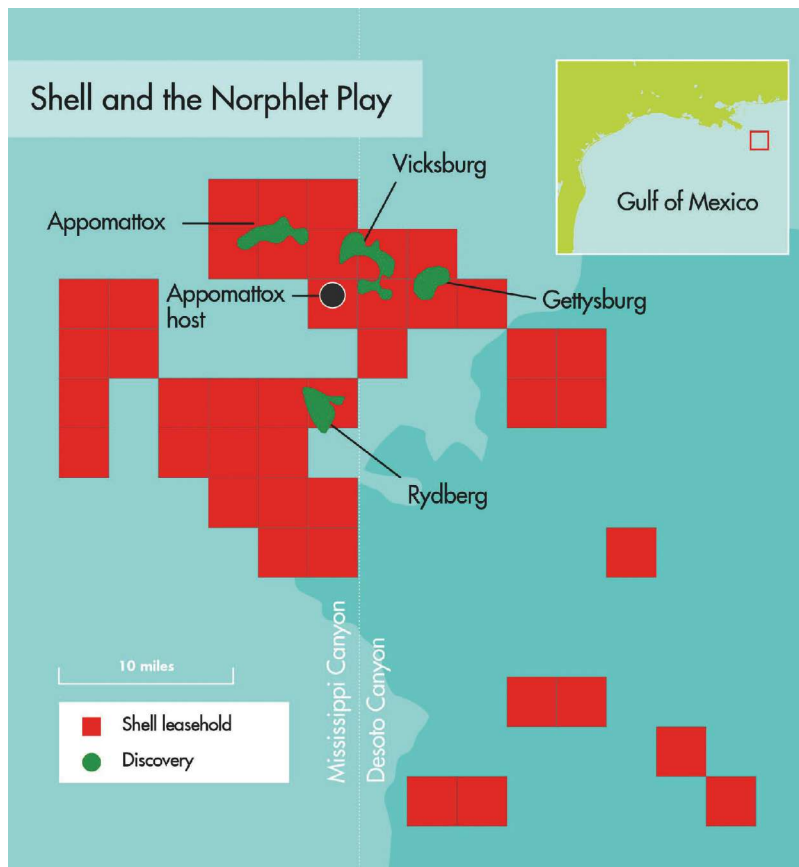 Shell and the Norphlet Play
Gulf of Mexico
Vicksburg
Appomattox
Appomattox
host
Gettysburg
Rydberg
10 miles
Shell leasehold
Discovery
Mississippi Canyon
Desoto Canyon